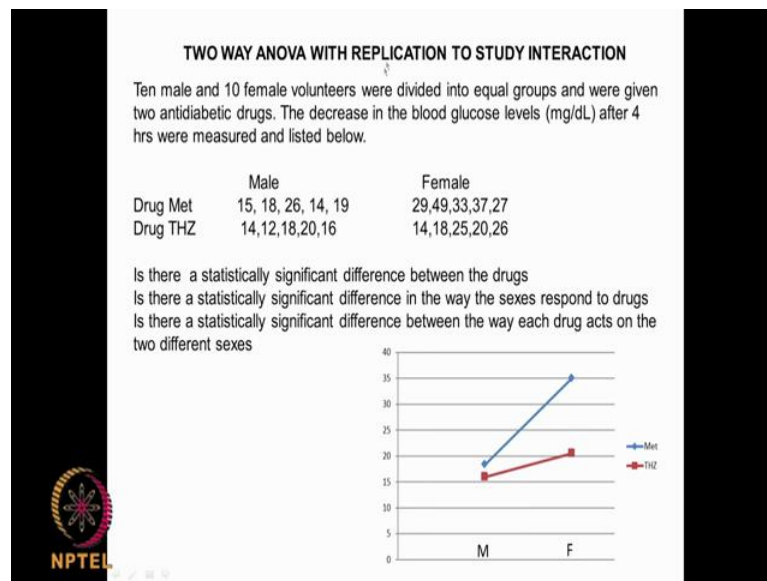 TWO WAY ANOVA WITH REPLICATION TO STUDY INTERACTION
Ten male and 10 female volunteers were divided into equal groups and were given
two antidiabetic drugs. The decrease in the blood glucose levels (mg/dL) after 4
hrs were measured and listed below.
Male Female
Drug Met 15, 18, 26, 14, 19 29,49,33,37,27
Drug THZ 14,12,18,20,16 14,18,25,20,26
Is there a statistically significant difference between the drugs
Is there a statistically significant difference in the way the sexes respond to drugs
Is there a statistically significant difference between the way each drug acts on the
two different sexes
40
35
30
25
20
15
10
5
0
Met
THZ
M F
NPTEL